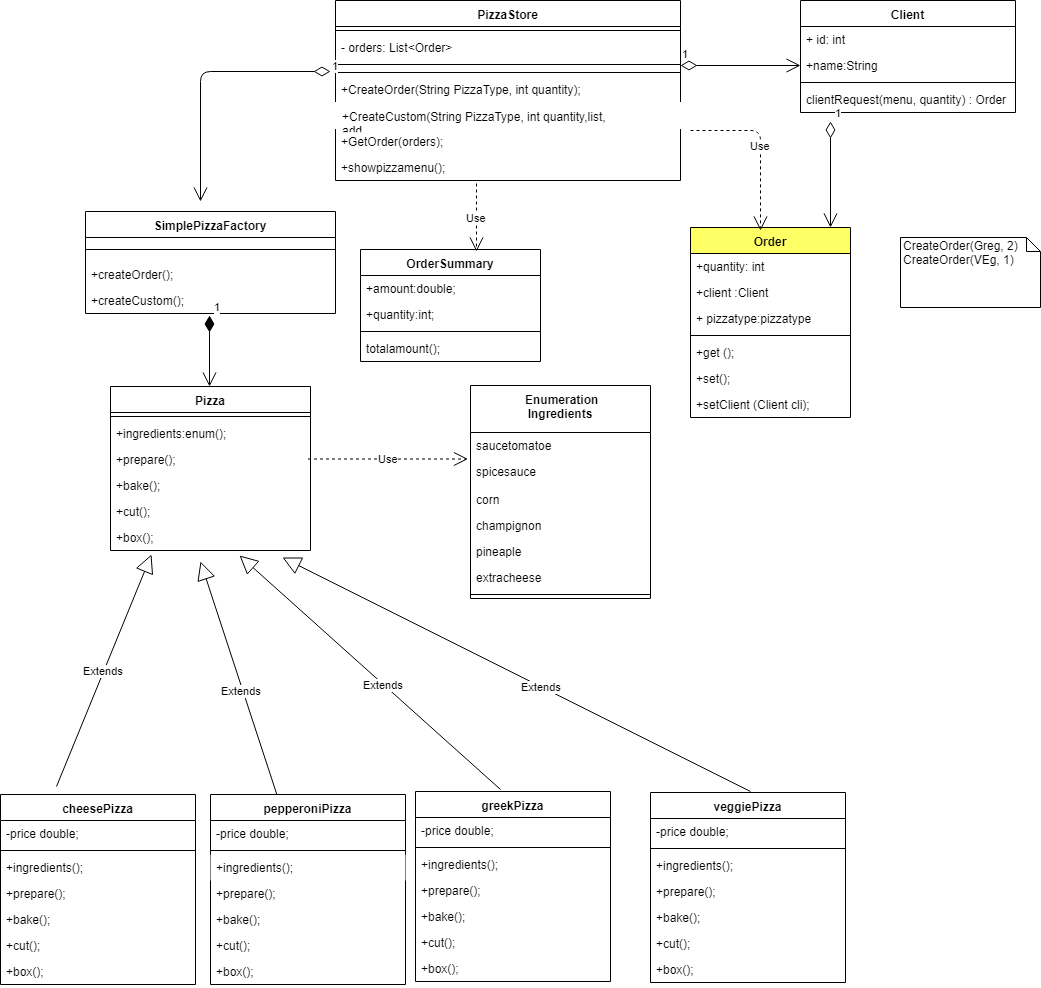 PizzaStore
- orders: List<Order>
+CreateOrder(String PizzaType, int quantity);
+CreateCustom(String PizzaType, int quantity,list,
add
+GetOrder(orders);
+showpizzamenu();
1
1
Client
+ id: int
+name:String
clientRequest(menu, quantity) : Order
1
Use
Use
SimplePizzaFactory
+createOrder();
+createCustom();
1
OrderSummary
+amount:double;
+quantity:int;
totalamount();
Order
+quantity: int
+client :Client
+ pizzatype:pizzatype
+get ();
+set();
+setClient (Client cli);
CreateOrder(Greg, 2)
CreateOrder(VEg, 1)
Pizza
+ingredients:enum();
+prepare();
+bake();
+cut();
+box();
Use
Enumeration
Ingredients
saucetomatoe
spicesauce
corn
champignon
pineaple
extracheese
Extends
Extends
Extends
Extends
cheesePizza
-price double;
+ingredients();
+prepare();
+bake();
+cut();
+box();
pepperoniPizza
-price double;
+ingredients();
+prepare();
+bake();
+cut();
+box();
greekPizza
-price double;
+ingredients();
+prepare();
+bake();
+cut();
+box();
veggiePizza
-price double;
+ingredients();
+prepare();
+bake();
+cut();
+box();